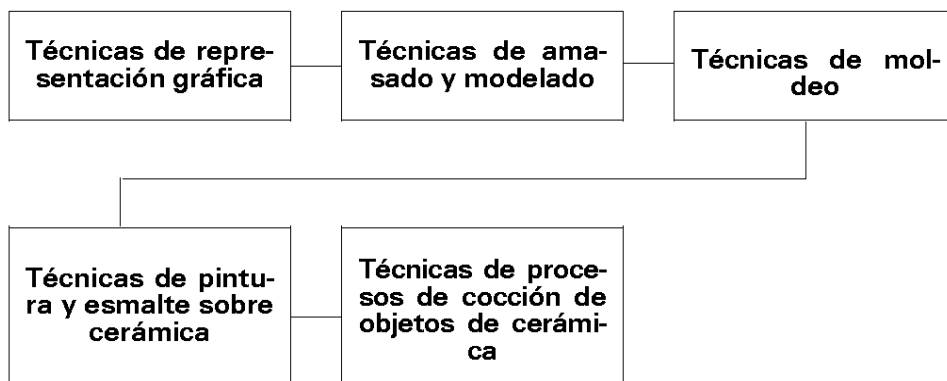 Técnicas de repre-
sentación gráfica
Técnicas de ama-
sado y modelado
Técnicas de mol-
deo
Técnicas de pintu-
ra y esmalte sobre
cerámica
Técnicas de proce-
sos de cocción de
objetos de cerámi-
ca